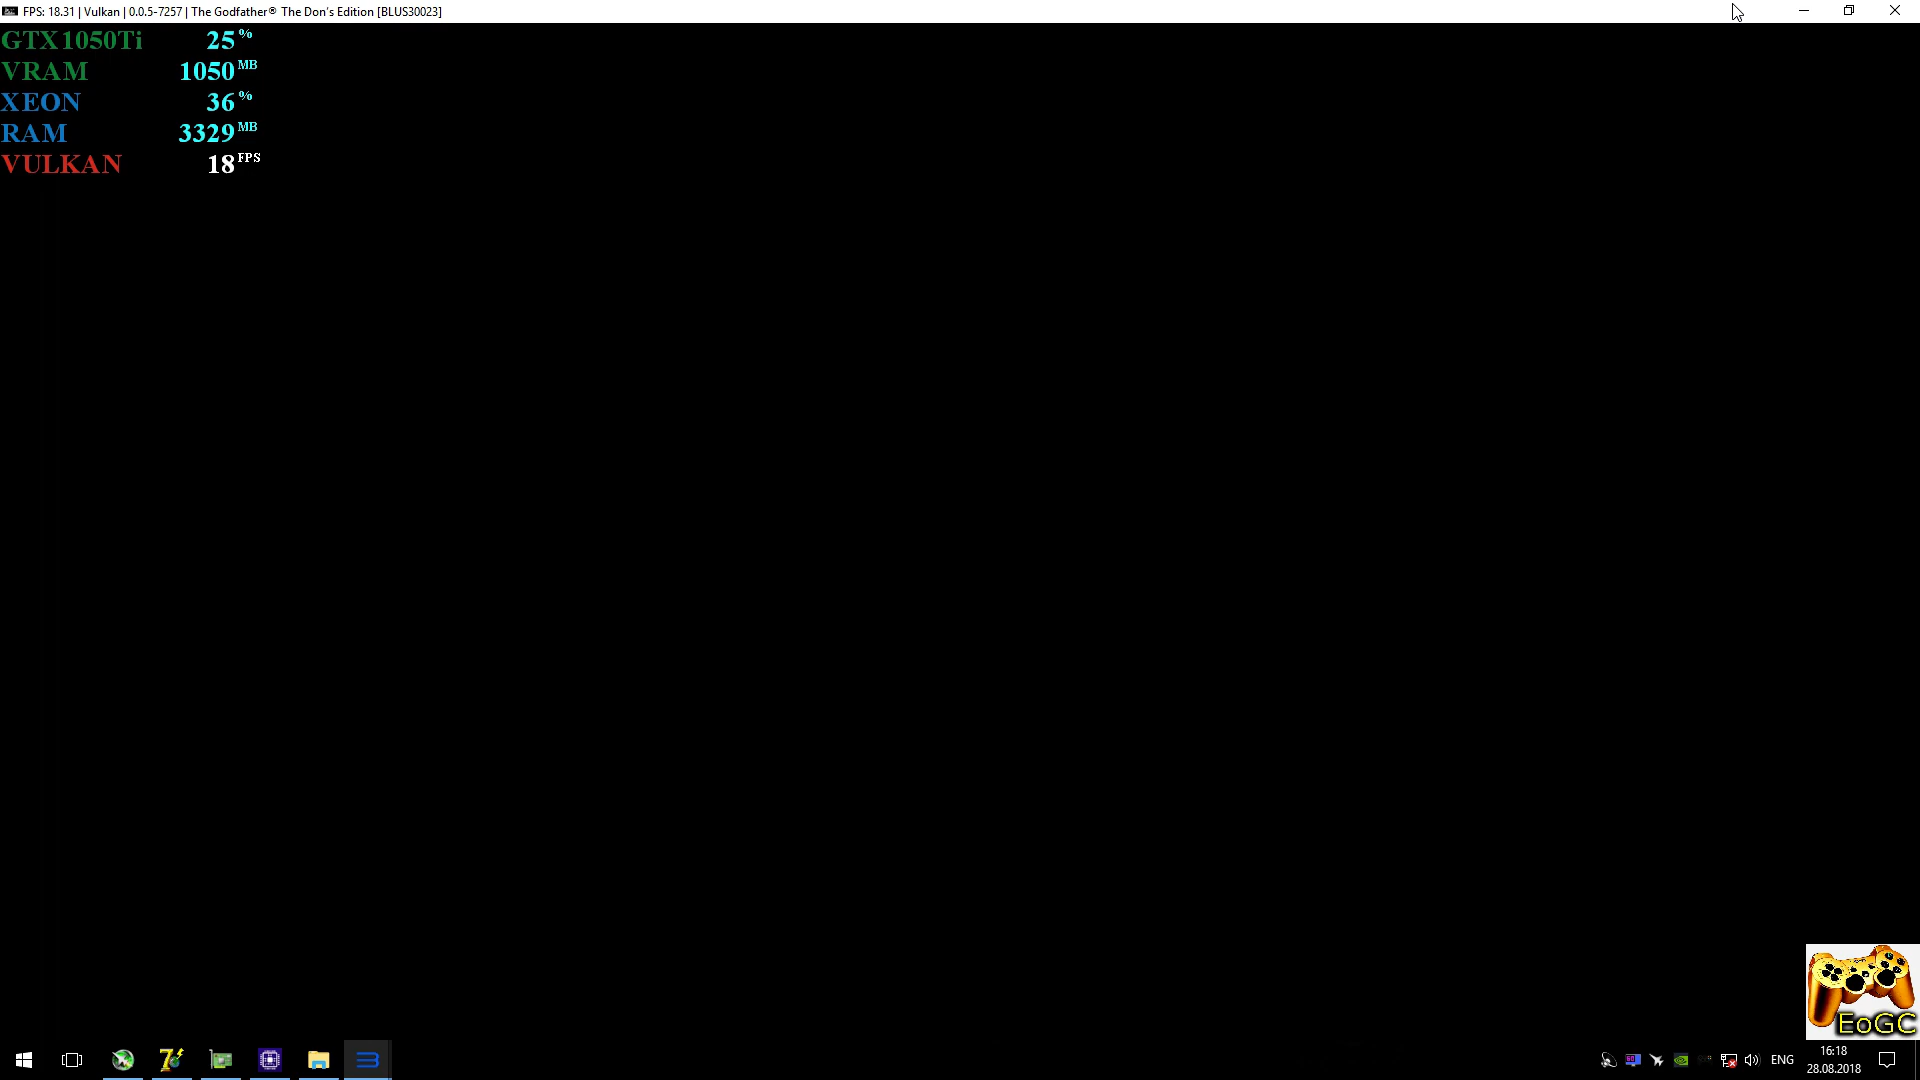 FPS: 18.31 | Vulkan | 0.0.5-7257 | The Godfather® The Don's Edition [BLUS30023]
GTX1050Ti 25 %
VRAM 1050 MB
XEON 36 %
RAM 3329 MB
VULKAN 18 FPS
EoGC
ENG
16:18
28.08.2018